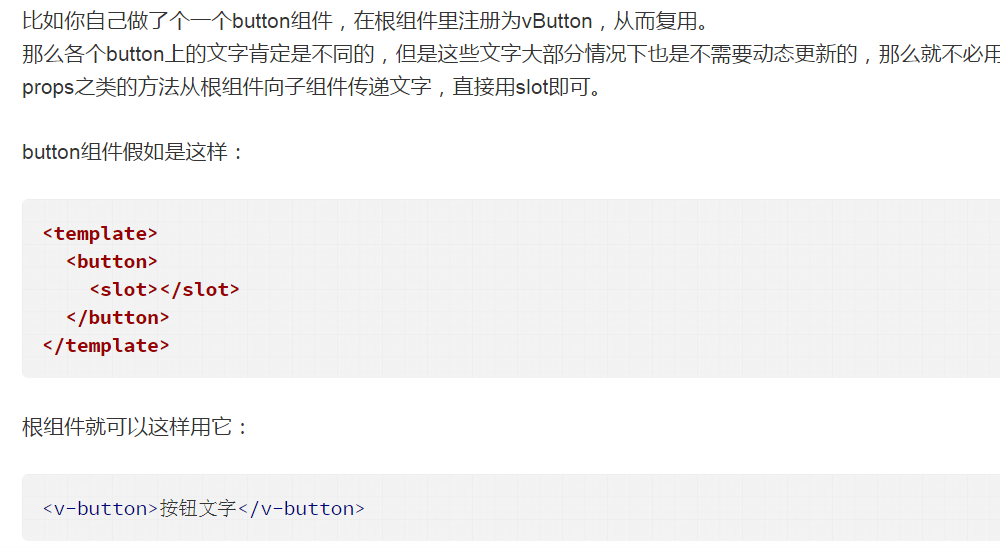 比如你自己做了个一个button组件，在根组件里注册为vButton，从而复用。
那么各个button上的文字肯定是不同的，但是这些文字大部分情况下也是不需要动态更新的，那么就不必用
props之类的方法从根组件向子组件传递文字，直接用slot即可。
button组件假如是这样：
<template>
  <button>
    <slot></slot>
  </button>
</template>
根组件就可以这样用它：
<v-button>按钮文字</v-button>